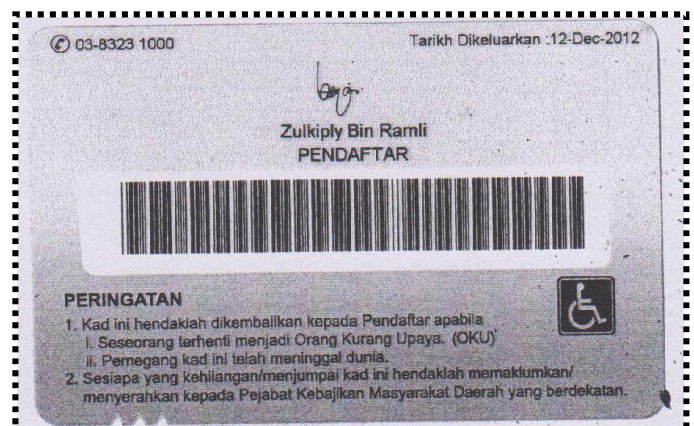 03-8323 1000
Tarikh Dikeluarkan :12-Dec-2012
Zulkiply Bin Ramli
PENDAFTAR
PERINGATAN
1. Kad ini hendaklah dikembalikan kepada Pendaftar apabila
i. Seseorang terhenti menjadi Orang Kurang Upaya. (OKU)
ii. Pemegang kad ini telah meninggal dunia.
2. Sesiapa yang kehilangan/menjumpai kad ini hendaklah memaklumkan/
menyerahkan kepada Pejabat Kebajikan Masyarakat Daerah yang berdekatan.